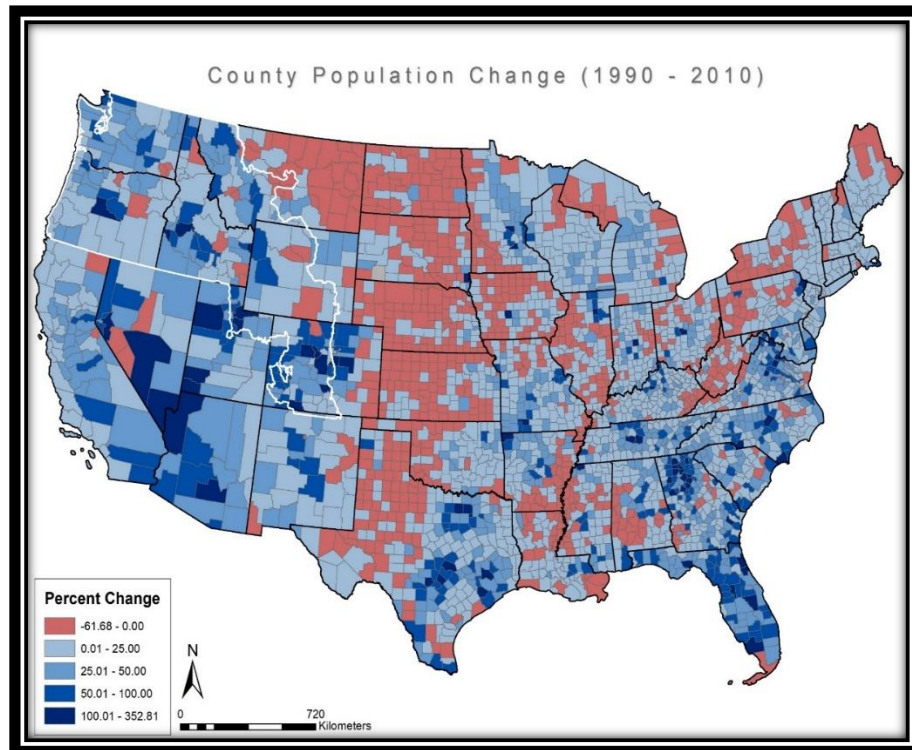 County Population Change (1990 - 2010)
Percent Change
-61.68 - 0.00
0.01 - 25.00
25.01 - 50.00
50.01 - 100.00
100.01 - 352.81
N
0 720
Kilometers